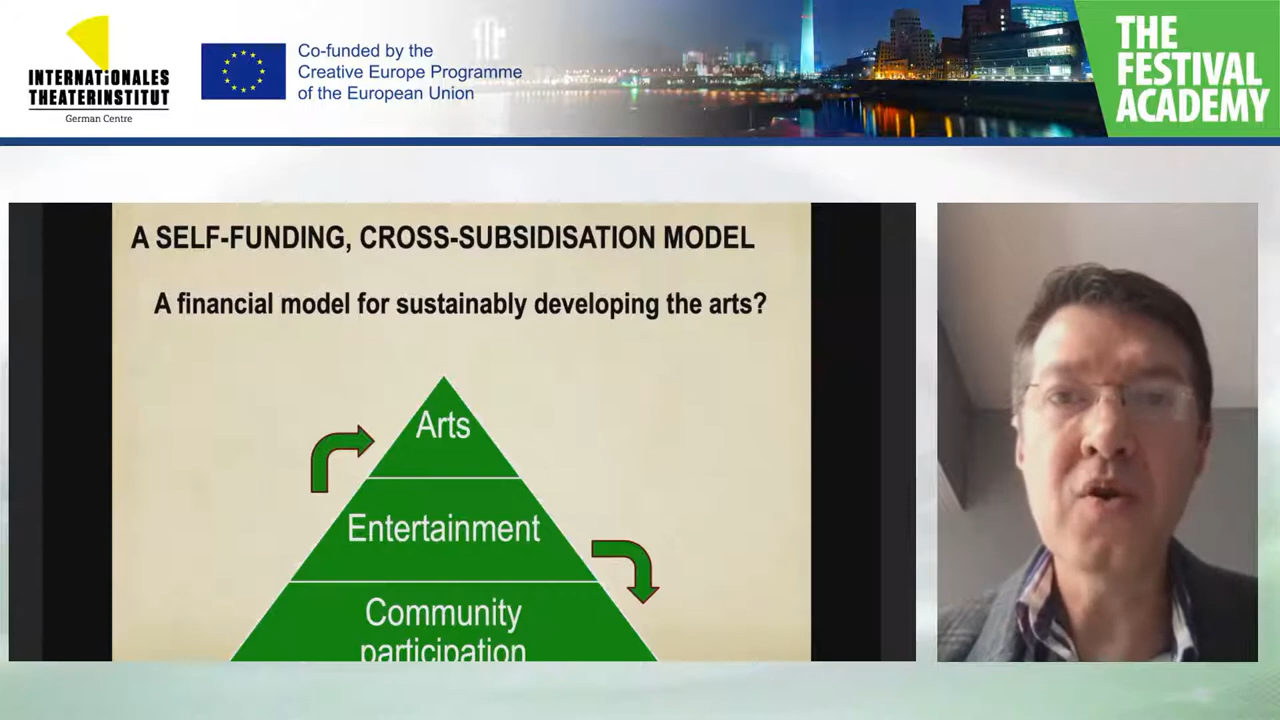 INTERNATiONALES
THEATERINSTITUT
German Centre
Co-funded by the
Creative Europe Programme
of the European Union
THE
FESTIVAL
ACADEMY
A SELF-FUNDING, CROSS-SUBSIDISATION MODEL
A financial model for sustainably developing the arts?
Arts
Entertainment
Community
participation